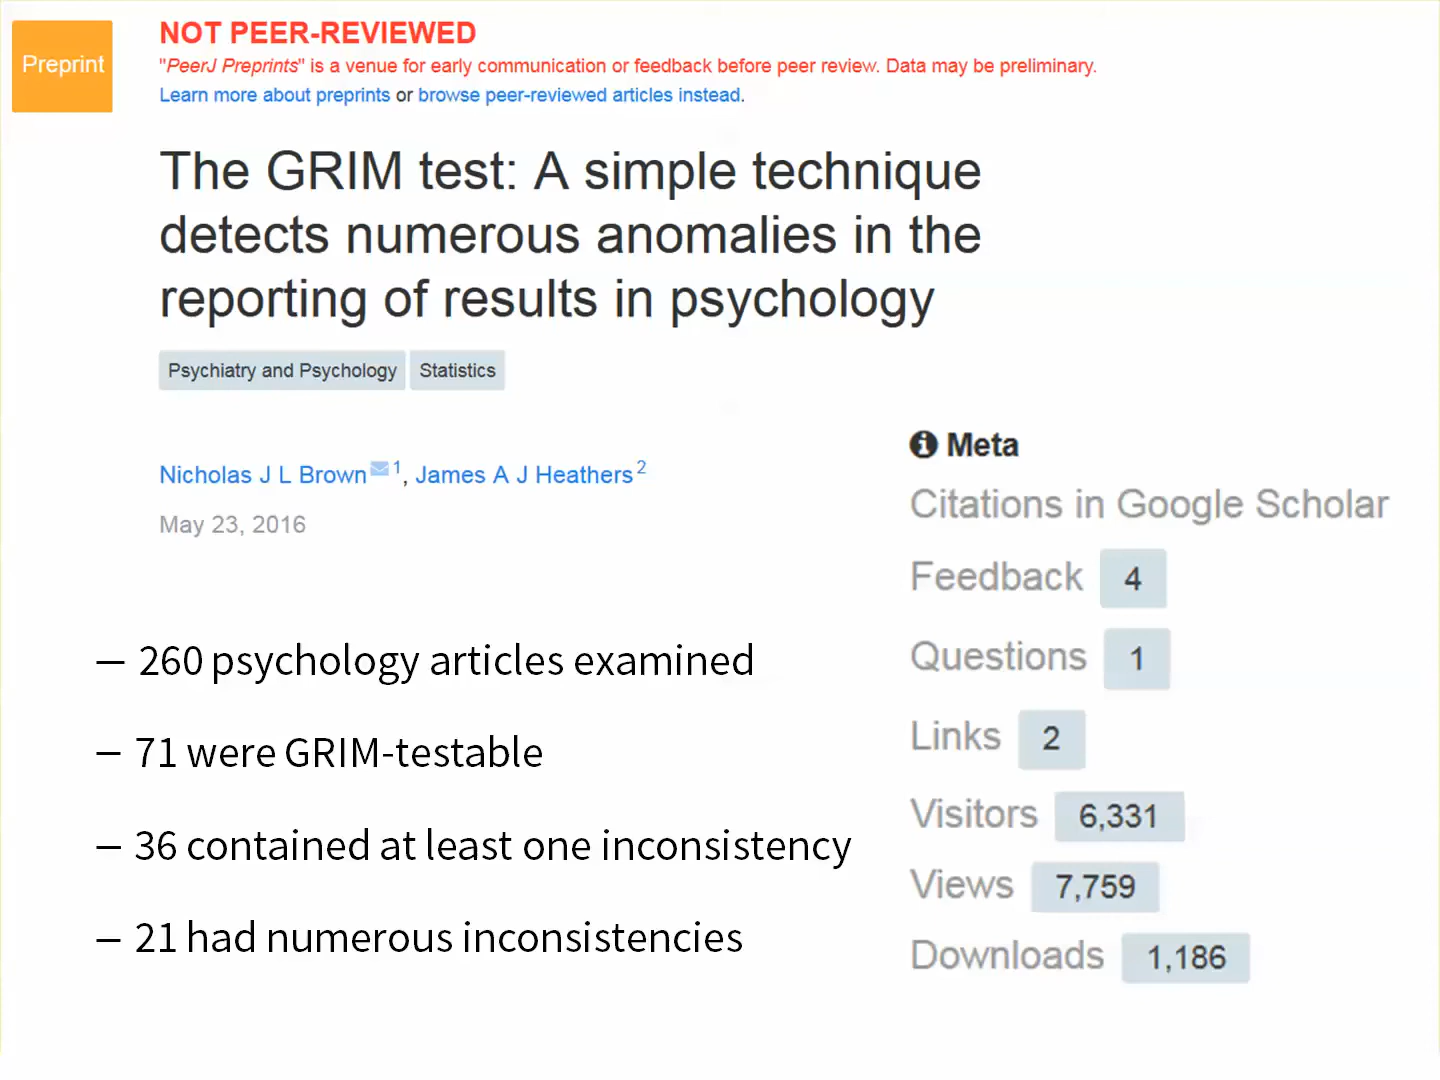 Preprint
NOT PEER-REVIEWED
"PeerJ Preprints" is a venue for early communication or feedback before peer review. Data may be preliminary.
Learn more about preprints or browse peer-reviewed articles instead.
The GRIM test: A simple technique
detects numerous anomalies in the
reporting of results in psychology
Psychiatry and Psychology Statistics
Nicholas J L Brown 1, James A J Heathers 2
May 23, 2016
– 260 psychology articles examined
– 71 were GRIM-testable
– 36 contained at least one inconsistency
– 21 had numerous inconsistencies
Meta
Citations in Google Scholar
Feedback 4
Questions 1
Links 2
Visitors 6,331
Views 7,759
Downloads 1,186